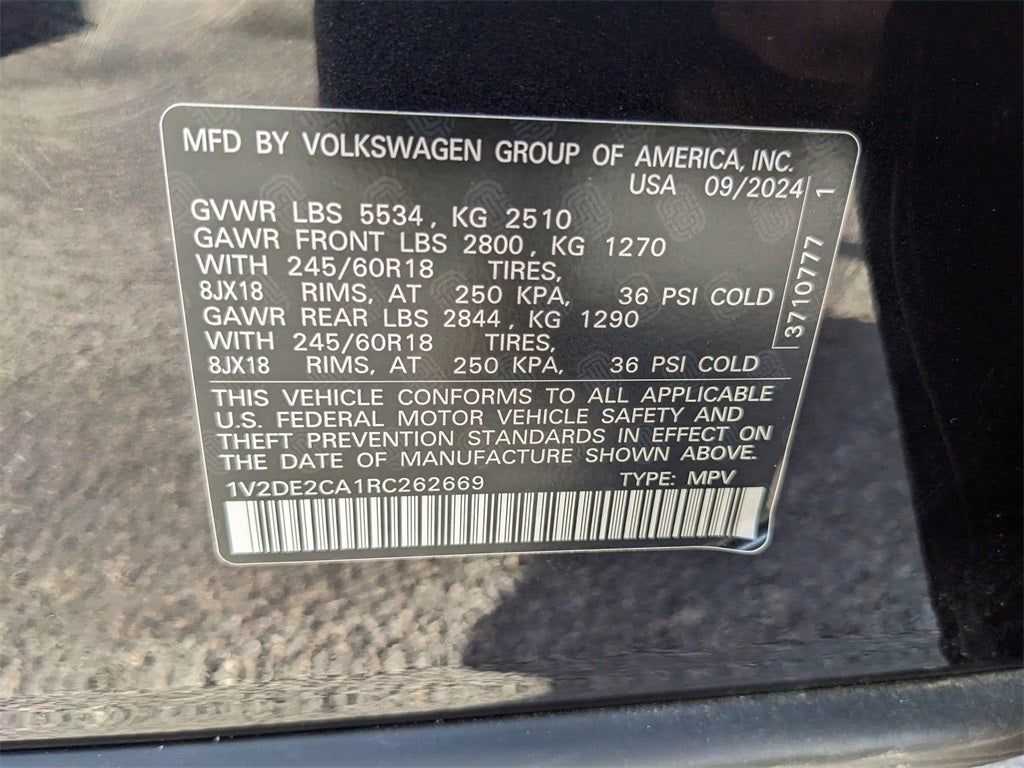 MFD BY VOLKSWAGEN GROUP OF AMERICA, INC.
USA 09/2024
GVWR LBS 5534, KG 2510
GAWR FRONT LBS 2800, KG 1270
WITH 245/60R18 TIRES,
8JX18 RIMS, AT 250 KPA, 36 PSI COLD
GAWR REAR LBS 2844, KG 1290
WITH 245/60R18 TIRES,
8JX18 RIMS, AT 250 KPA, 36 PSI COLD
3710777 1
THIS VEHICLE CONFORMS TO ALL APPLICABLE
U.S. FEDERAL MOTOR VEHICLE SAFETY AND
THEFT PREVENTION STANDARDS IN EFFECT ON
THE DATE OF MANUFACTURE SHOWN ABOVE.
1V2DE2CA1RC262669 TYPE: MPV